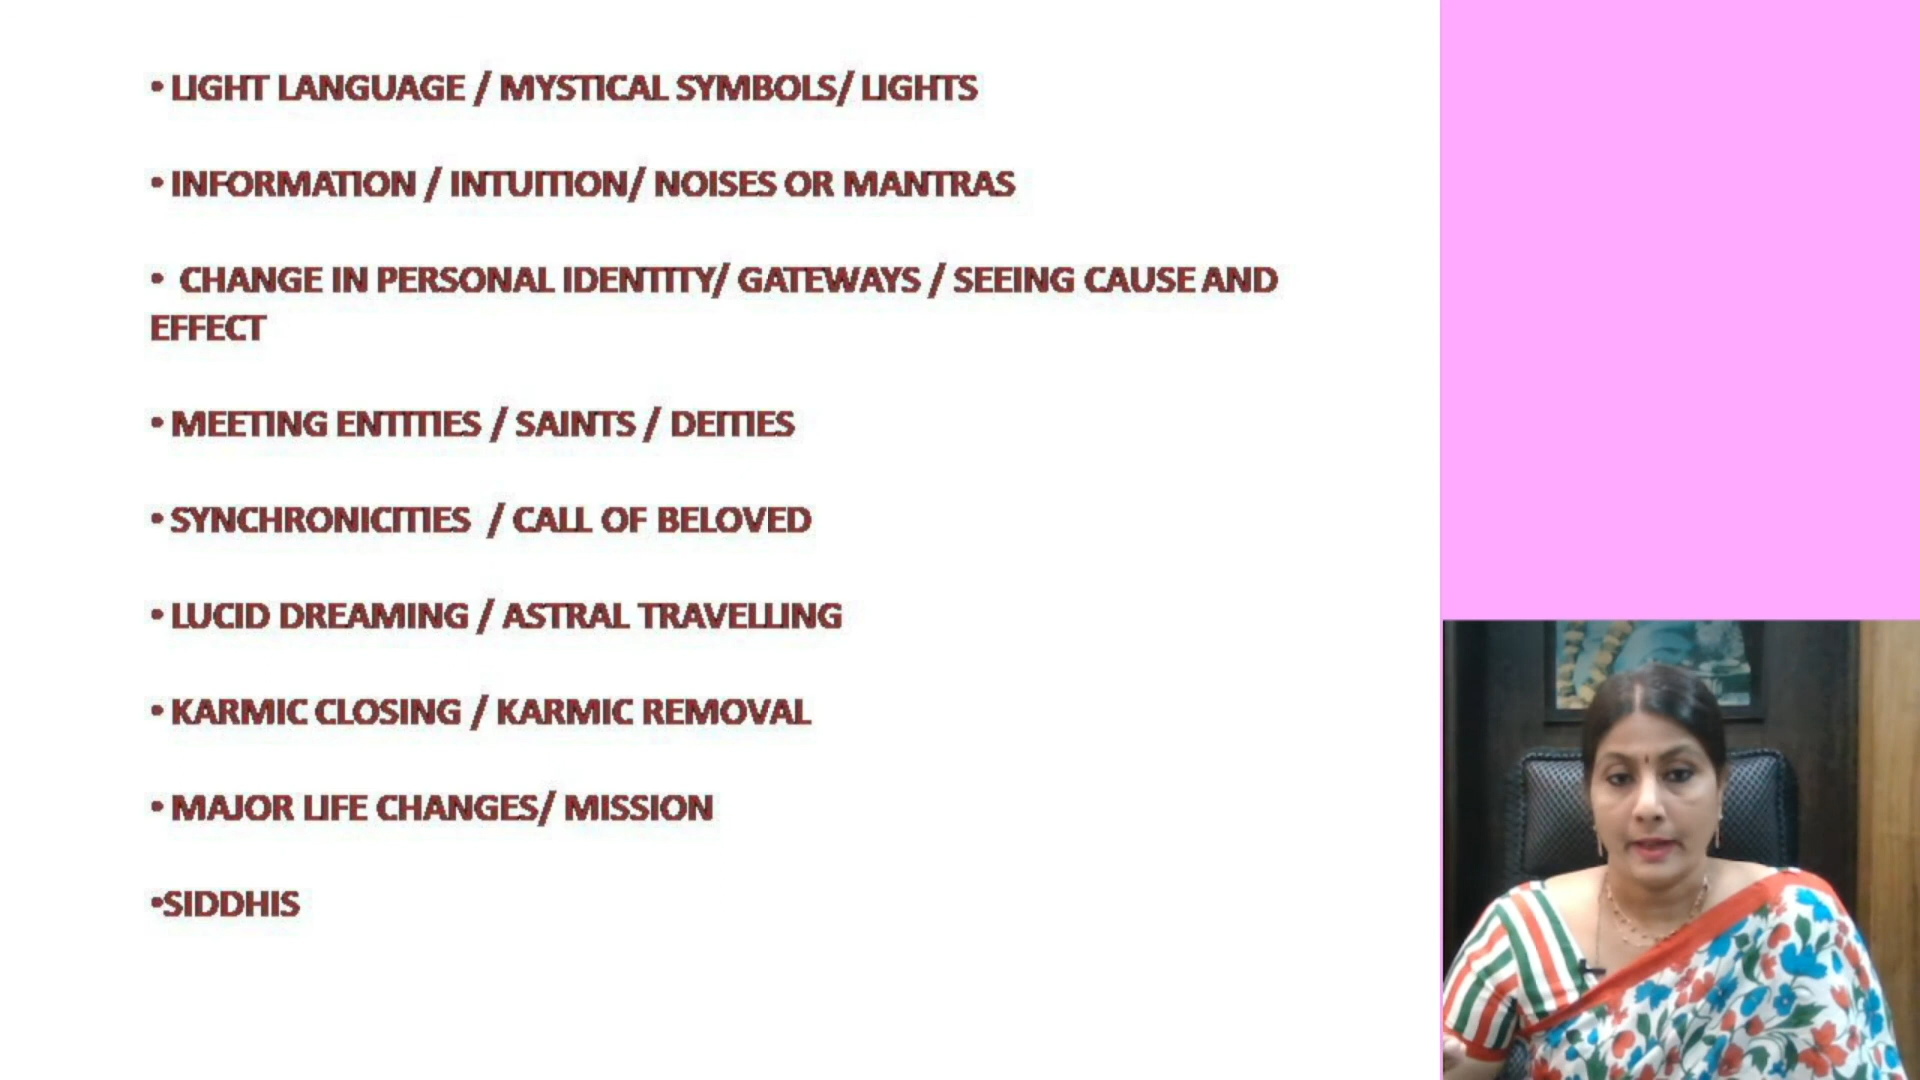 • LIGHT LANGUAGE / MYSTICAL SYMBOLS/ LIGHTS
• INFORMATION / INTUITION/ NOISES OR MANTRAS
• CHANGE IN PERSONAL IDENTITY/ GATEWAYS / SEEING CAUSE AND
EFFECT
• MEETING ENTITIES / SAINTS / DEITIES
• SYNCHRONICITIES / CALL OF BELOVED
• LUCID DREAMING / ASTRAL TRAVELLING
• KARMIC CLOSING / KARMIC REMOVAL
• MAJOR LIFE CHANGES/ MISSION
•SIDDHIS